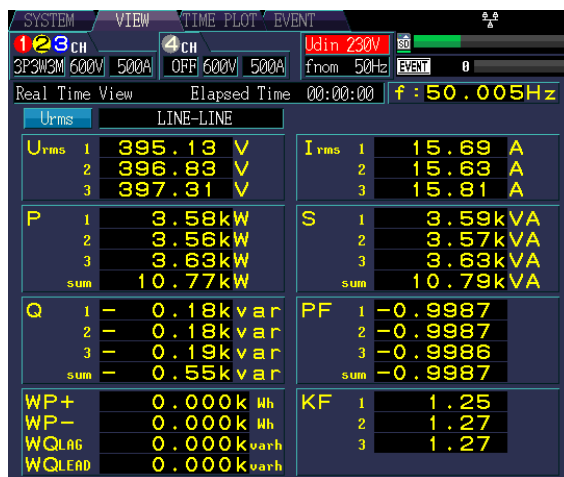 SYSTEM VIEW TIME PLOT EVENT
1 2 3 CH 4 CH Udin 230V SD
3P3W3M 600V 500A OFF 600V 500A fnom 50Hz EVENT 0
Real Time View Elapsed Time 00:00:00 f:50.005Hz
Urms LINE-LINE
Urms 1 395.13 V
2 396.83 V
3 397.31 V
Irms 1 15.69 A
2 15.63 A
3 15.81 A
P 1 3.58kW
2 3.56kW
3 3.63kW
sum 10.77kW
S 1 3.59kVA
2 3.57kVA
3 3.63kVA
sum 10.79kVA
Q 1 - 0.18kvar
2 - 0.18kvar
3 - 0.19kvar
sum - 0.55kvar
PF 1 -0.9987
2 -0.9987
3 -0.9986
sum -0.9987
WP+ 0.000k Wh
WP- 0.000k Wh
WQLAG 0.000kvarh
WQLEAD 0.000kvarh
KF 1 1.25
2 1.27
3 1.27